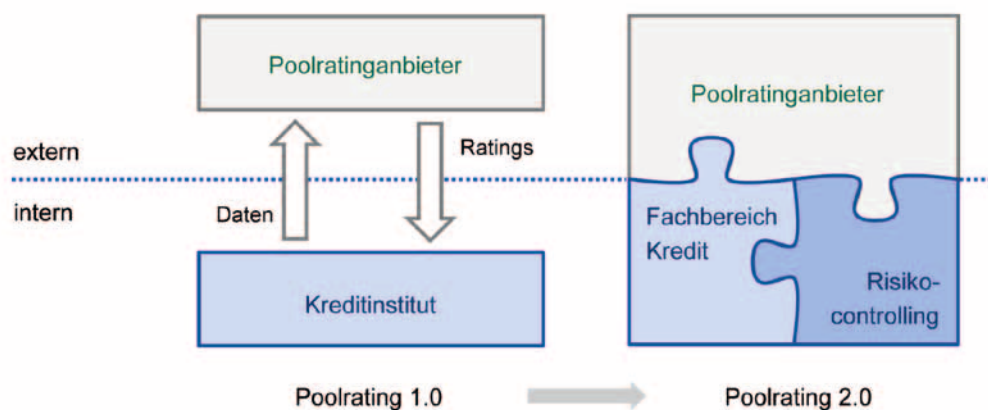 Poolratinganbieter
Poolratinganbieter
extern
Ratings
intern
Daten
Fachbereich
Kredit
Kreditinstitut
Risiko-
controlling
Poolrating 1.0
Poolrating 2.0